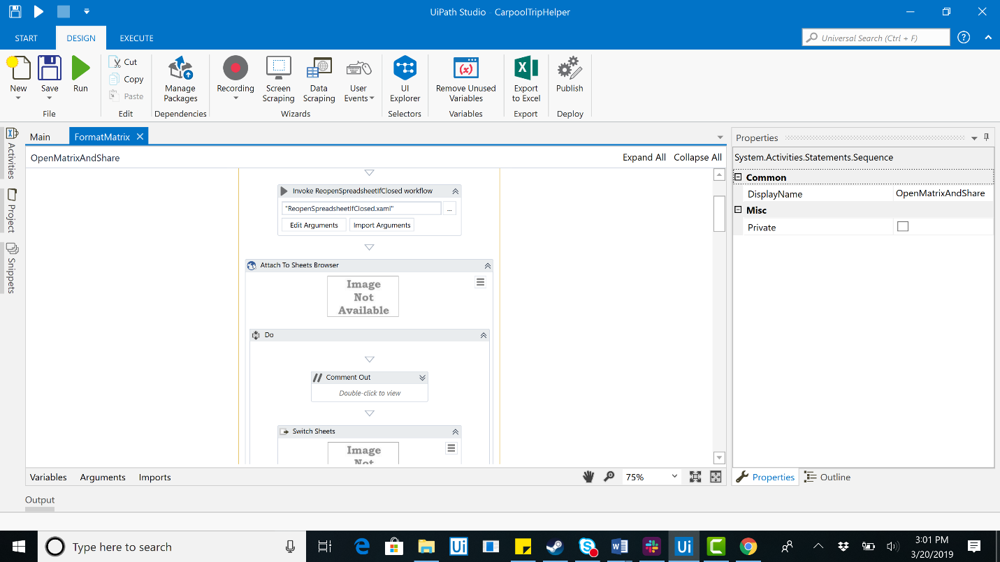 UiPath Studio - CarpoolTripHelper
START
DESIGN
EXECUTE
Universal Search (Ctrl + F)
New
Save
Run
File
Cut
Copy
Paste
Edit
Manage
Packages
Dependencies
Recording
Screen
Scraping
Data
Scraping
User
Events
Wizards
UI
Explorer
Selectors
Remove Unused
Variables
Variables
Export
to Excel
Export
Publish
Deploy
Activities
Project
Snippets
Main
FormatMatrix
OpenMatrixAndShare
Expand All
Collapse All
Invoke ReopenSpreadsheetIfClosed workflow
"ReopenSpreadsheetIfClosed.xaml"
...
Edit Arguments
Import Arguments
Attach To Sheets Browser
Image
Not
Available
Do
Comment Out
Double-click to view
Switch Sheets
Image
Not
Variables
Arguments
Imports
75%
Output
Properties
System.Activities.Statements.Sequence
Common
DisplayName
OpenMatrixAndShare
Misc
Private
Properties
Outline
Type here to search
3:01 PM
3/20/2019